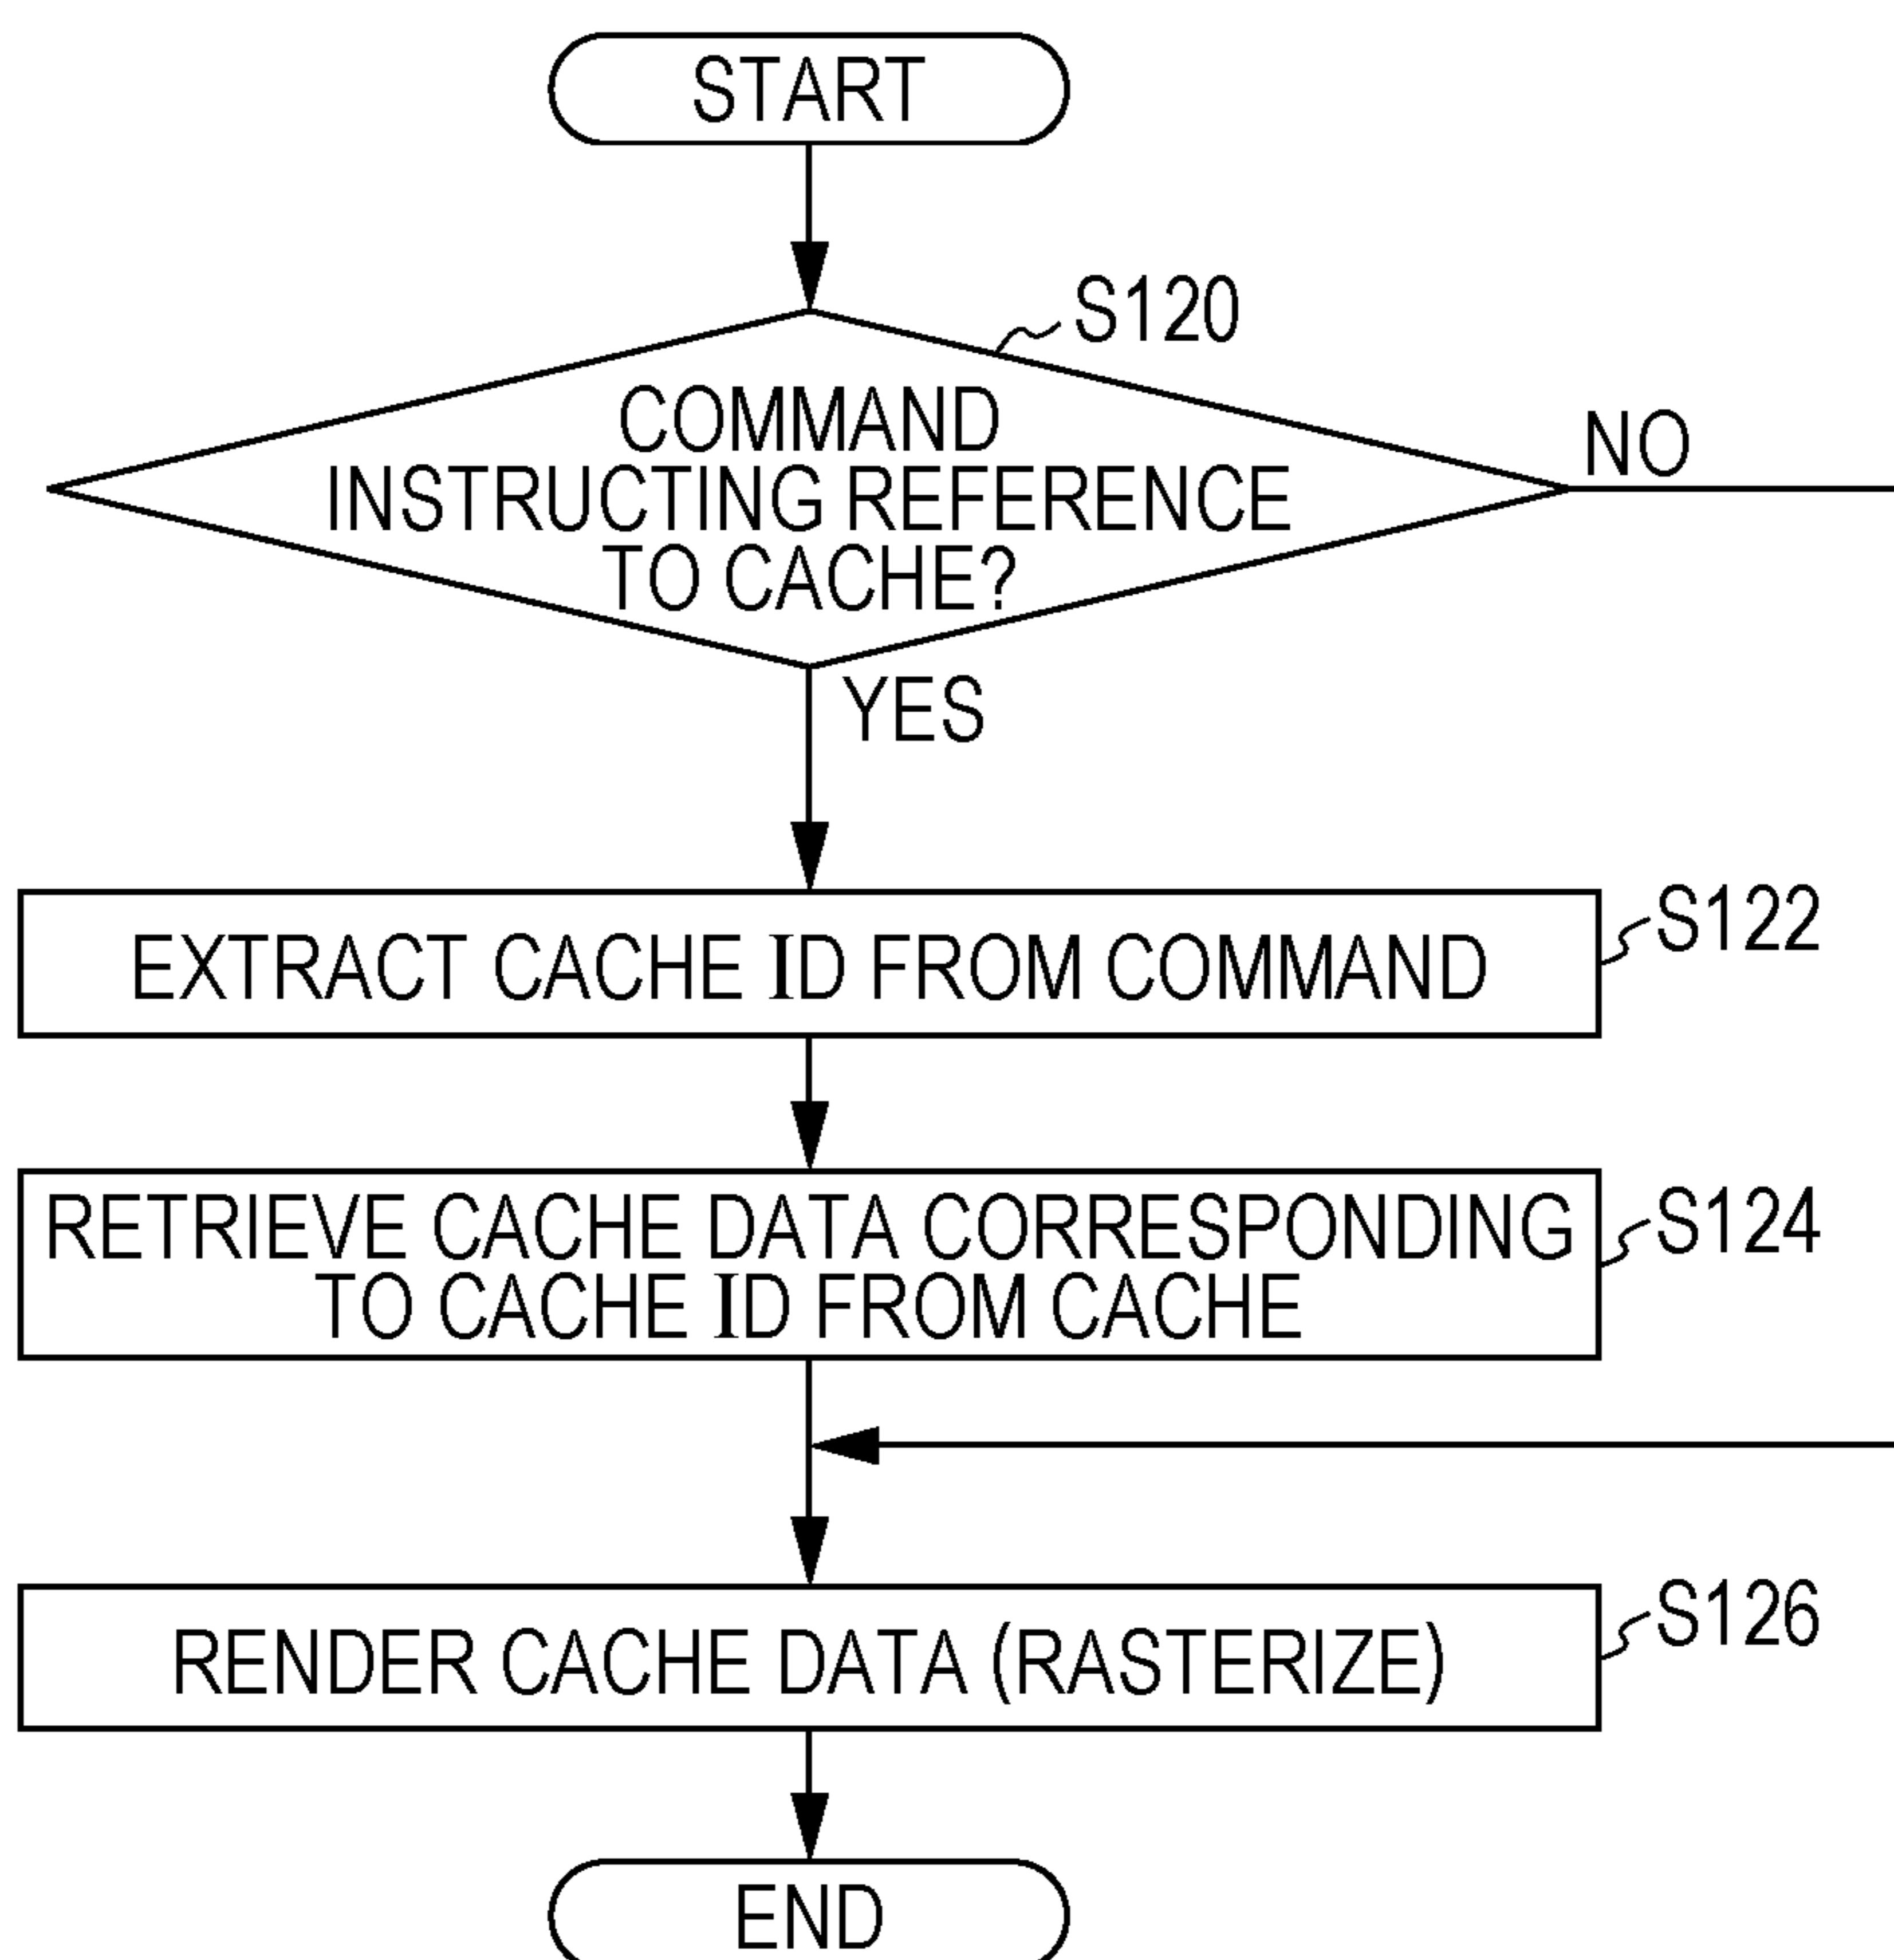 START
S120
COMMAND
INSTRUCTING REFERENCE
TO CACHE?
NO
YES
EXTRACT CACHE ID FROM COMMAND
S122
RETRIEVE CACHE DATA CORRESPONDING
TO CACHE ID FROM CACHE
S124
RENDER CACHE DATA (RASTERIZE)
S126
END